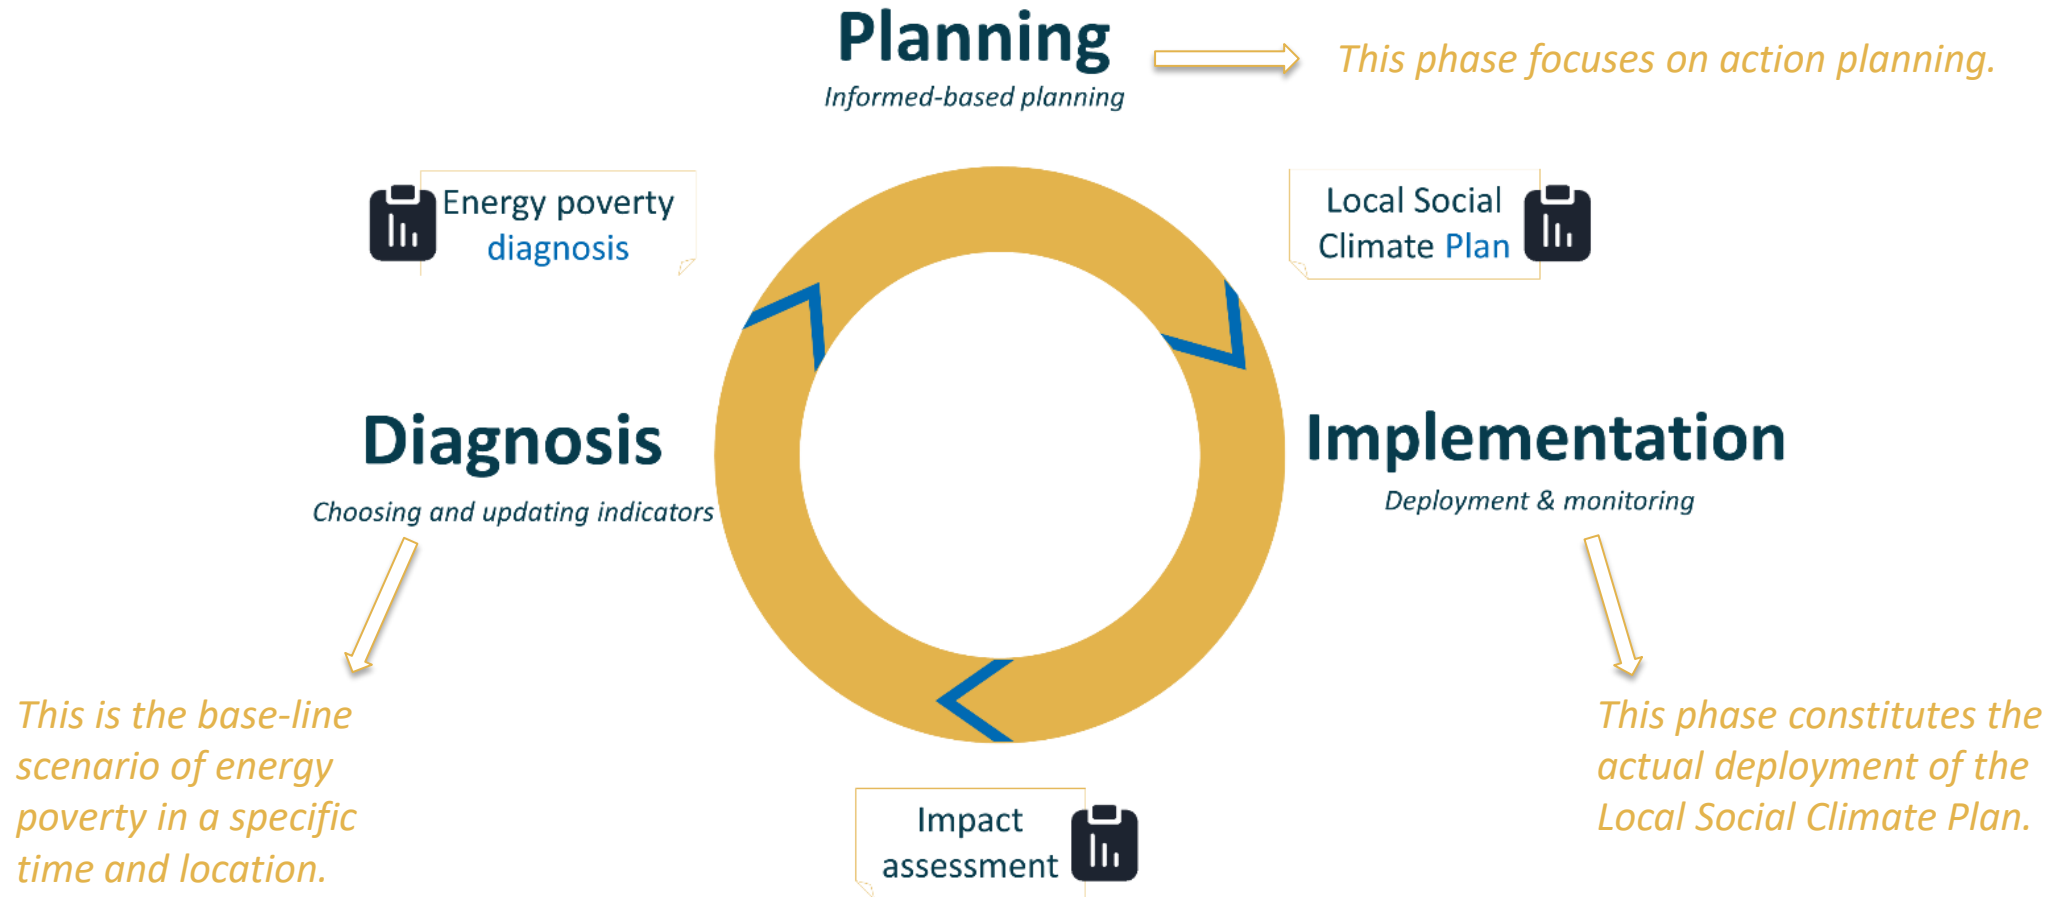 Planning
Informed-based planning
This phase focuses on action planning.
Energy poverty
diagnosis
Local Social
Climate Plan
Diagnosis
Choosing and updating indicators
Implementation
Deployment & monitoring
This is the base-line
scenario of energy
poverty in a specific
time and location.
This phase constitutes the
actual deployment of the
Local Social Climate Plan.
Impact
assessment